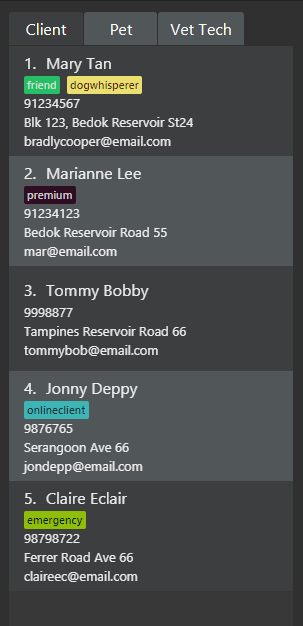 Client Pet Vet Tech
1. Mary Tan
friend dogwhisperer
91234567
Blk 123, Bedok Reservoir St24
bradlycooper@email.com
2. Marianne Lee
premium
91234123
Bedok Reservoir Road 55
mar@email.com
3. Tommy Bobby
9998877
Tampines Reservoir Road 66
tommybob@email.com
4. Jonny Deppy
onlineclient
9876765
Serangoon Ave 66
jondepp@email.com
5. Claire Eclair
emergency
98798722
Ferrer Road Ave 66
claireec@email.com